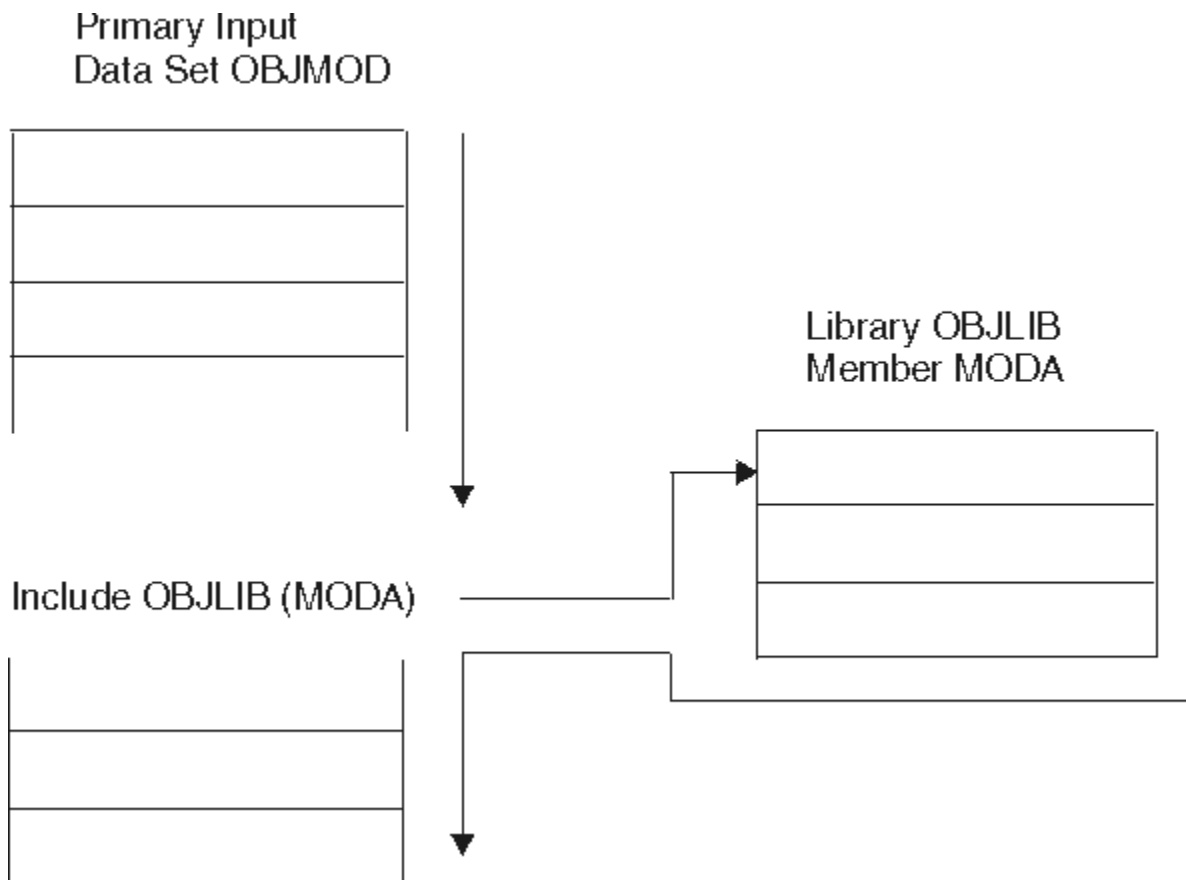 Primary Input
Data Set OBJMOD
Library OBJLIB
Member MODA
Include OBJLIB (MODA)